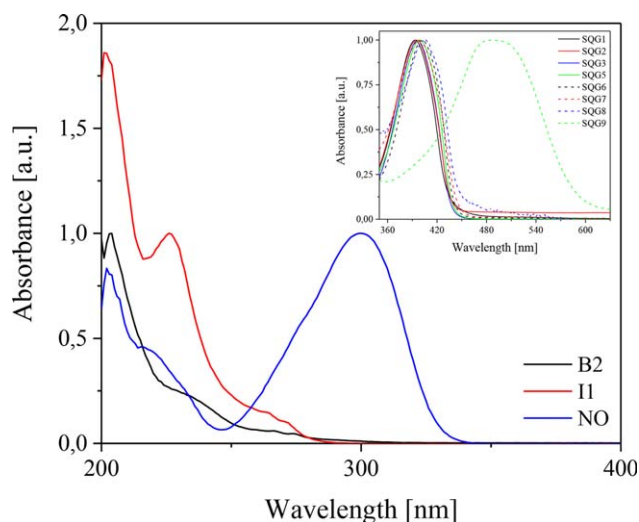 2,0
1,5
1,0
0,5
0,0
Absorbance [a.u.]
200
300
400
Wavelength [nm]
B2
I1
NO
1,00
0,75
0,50
0,25
0,00
Absorbance [a.u.]
360
420
480
540
600
Wavelength [nm]
SQG1
SQG2
SQG3
SQG5
SQG6
SQG7
SQG8
SQG9